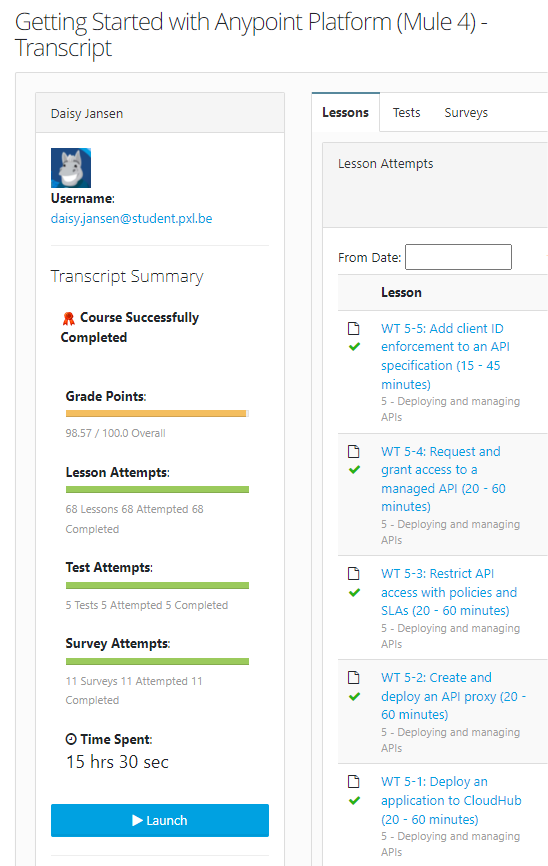 Getting Started with Anypoint Platform (Mule 4) -
Transcript
Daisy Jansen
Username:
daisy.jansen@student.pxl.be
Transcript Summary
Course Successfully
Completed
Grade Points:
98.57 / 100.0 Overall
Lesson Attempts:
68 Lessons 68 Attempted 68
Completed
Test Attempts:
5 Tests 5 Attempted 5 Completed
Survey Attempts:
11 Surveys 11 Attempted 11
Completed
Time Spent:
15 hrs 30 sec
Launch
Lessons Tests Surveys
Lesson Attempts
From Date:
Lesson
WT 5-5: Add client ID
enforcement to an API
specification (15 - 45
minutes)
5 - Deploying and managing
APIs
WT 5-4: Request and
grant access to a
managed API (20 - 60
minutes)
5 - Deploying and managing
APIs
WT 5-3: Restrict API
access with policies and
SLAs (20 - 60 minutes)
5 - Deploying and managing
APIs
WT 5-2: Create and
deploy an API proxy (20 -
60 minutes)
5 - Deploying and managing
APIs
WT 5-1: Deploy an
application to CloudHub
(20 - 60 minutes)
5 - Deploying and managing
APIs